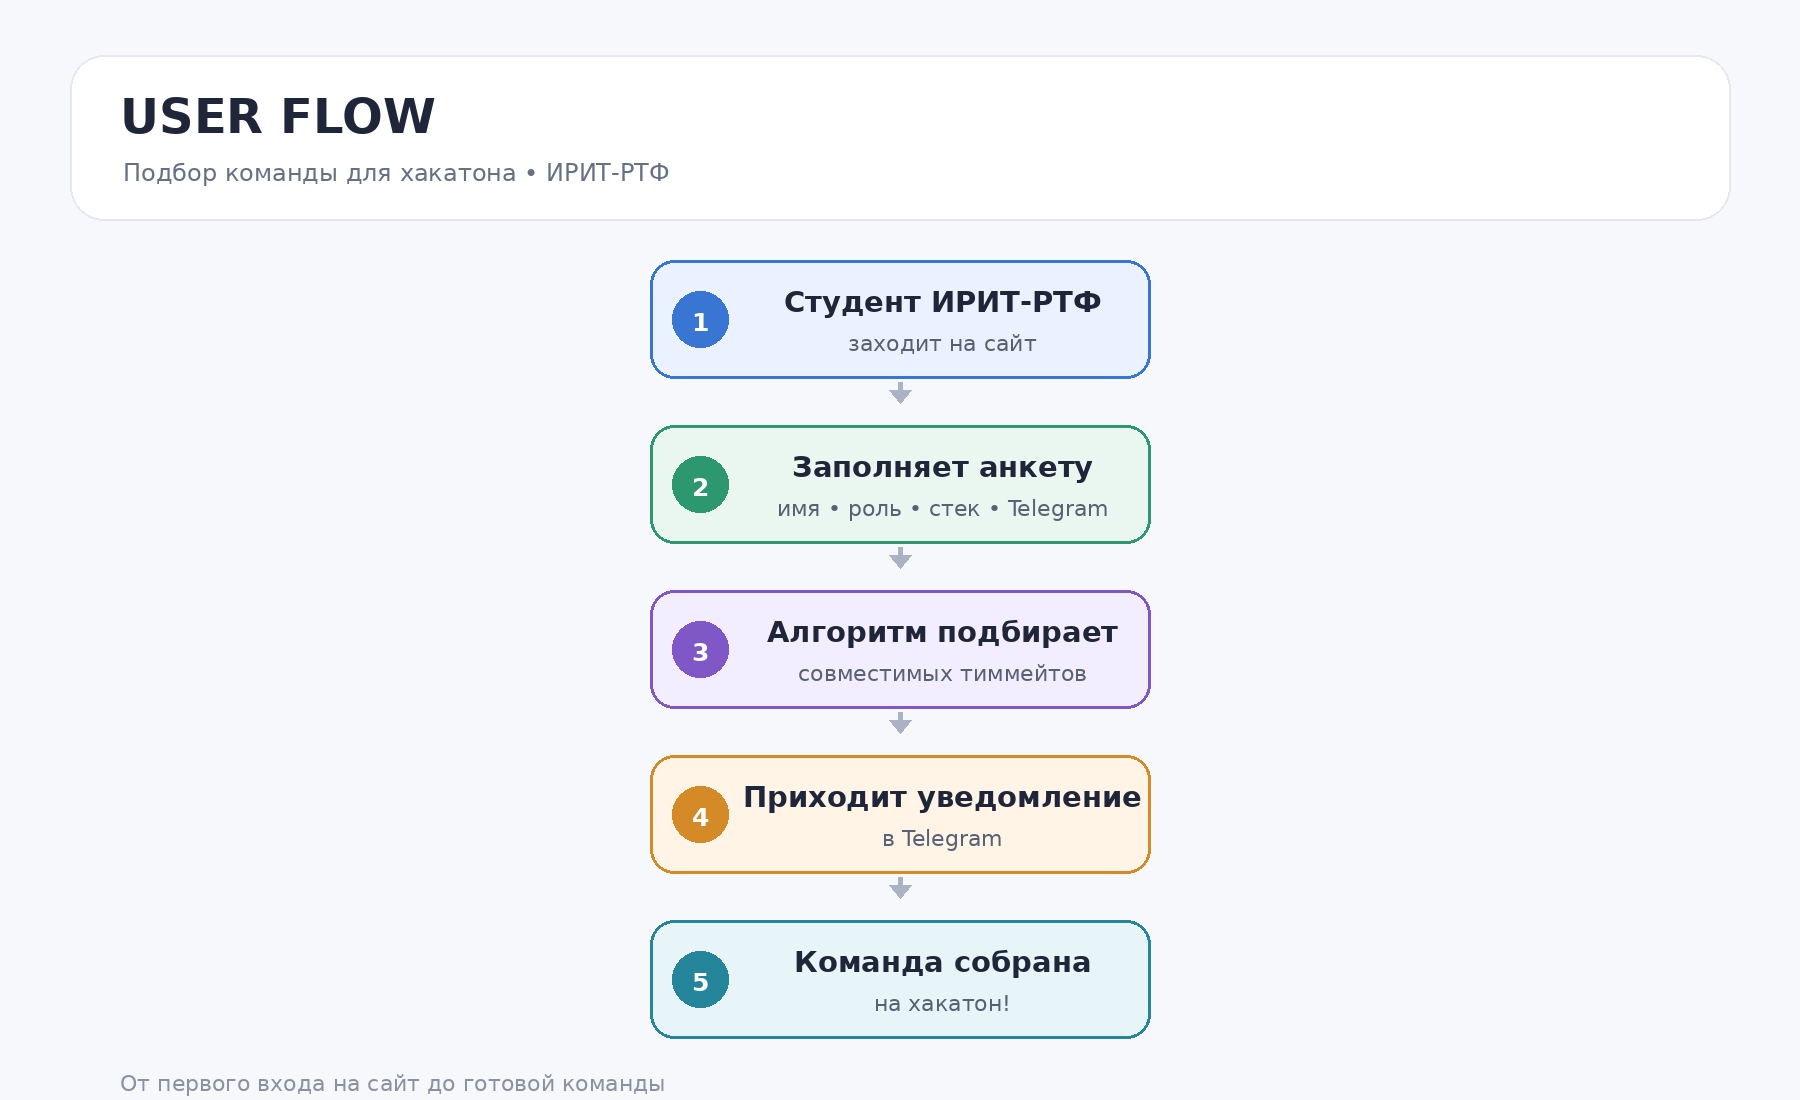 USER FLOW
Подбор команды для хакатона • ИРИТ-РТФ
1
Студент ИРИТ-РТФ
заходит на сайт
2
Заполняет анкету
имя • роль • стек • Telegram
3
Алгоритм подбирает
совместимых тиммейтов
4
Приходит уведомление
в Telegram
5
Команда собрана
на хакатон!
От первого входа на сайт до готовой команды